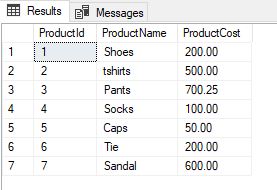 Results Messages
ProductId ProductName ProductCost
1 1 Shoes 200.00
2 2 tshirts 500.00
3 3 Pants 700.25
4 4 Socks 100.00
5 5 Caps 50.00
6 6 Tie 200.00
7 7 Sandal 600.00